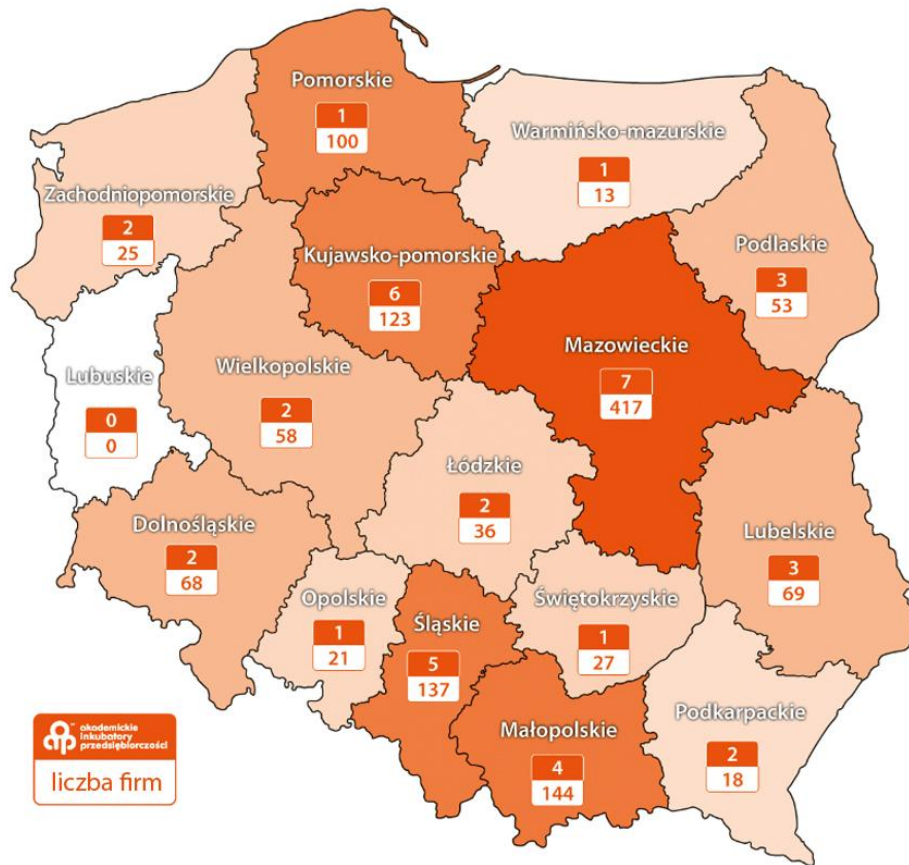 Pomorskie
1
100
Warmińsko-mazurskie
1
13
Zachodniopomorskie
2
25
Kujawsko-pomorskie
6
123
Podlaskie
3
53
Mazowieckie
7
417
Lubuskie
0
0
Wielkopolskie
2
58
Łódzkie
2
36
Dolnośląskie
2
68
Lubelskie
3
69
Opolskie
1
21
Śląskie
5
137
Świętokrzyskie
1
27
Małopolskie
4
144
Podkarpackie
2
18
akademickie
inkubatory
przedsiębiorczości
liczba firm